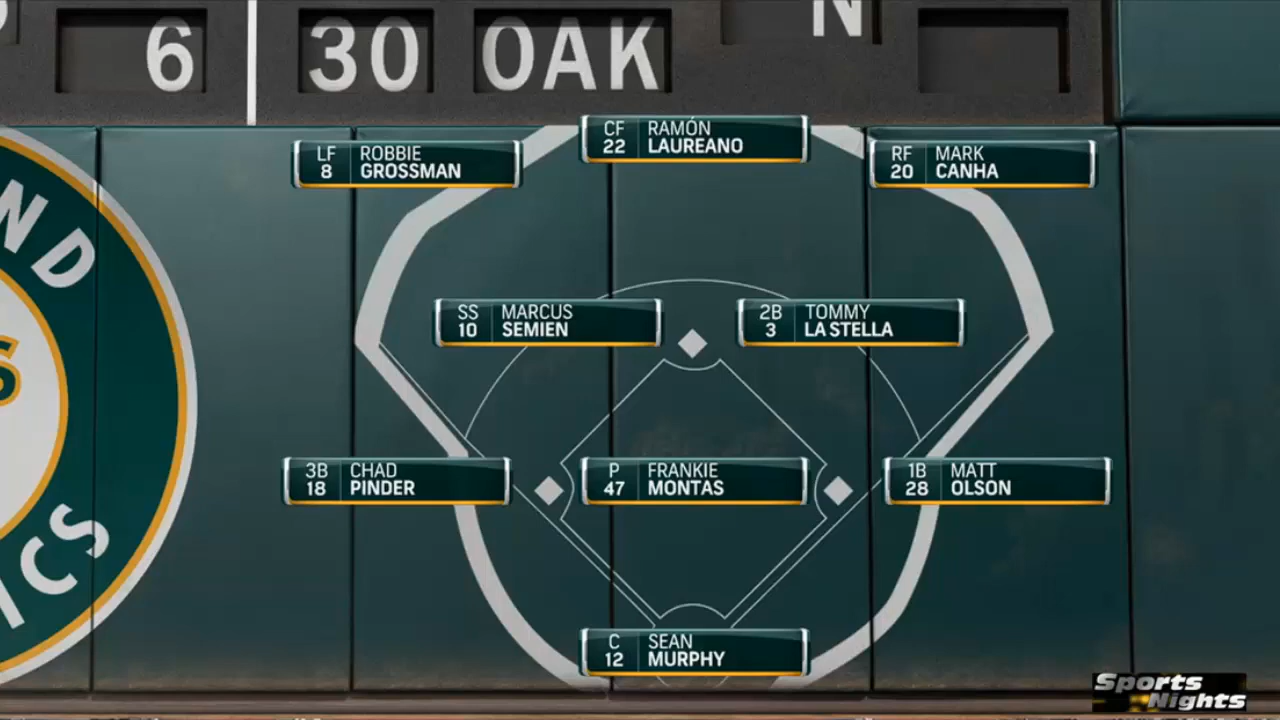 6 30 OAK N
CF RAMÓN
22 LAUREANO
LF ROBBIE
8 GROSSMAN
RF MARK
20 CANHA
ND
SS MARCUS
10 SEMIEN
2B TOMMY
3 LA STELLA
3B CHAD
18 PINDER
P FRANKIE
47 MONTAS
1B MATT
28 OLSON
ICS
C SEAN
12 MURPHY
Sports
Nights